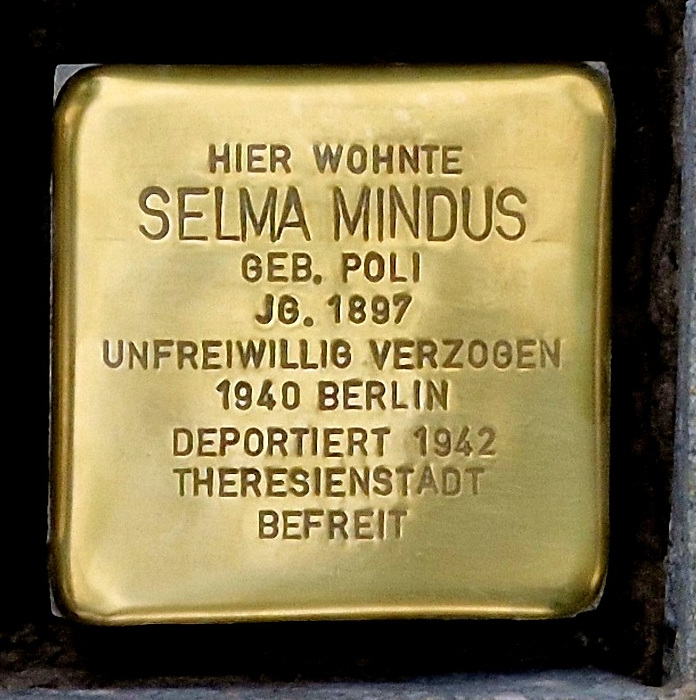 HIER WOHNTE
SELMA MINDUS
GEB. POLI
JG. 1897
UNFREIWILLIG VERZOGEN
1940 BERLIN
DEPORTIERT 1942
THERESIENSTADT
BEFREIT